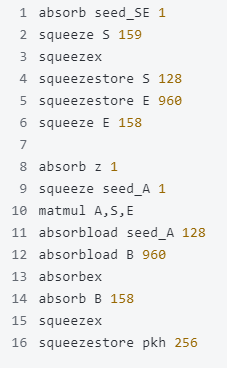 1 absorb seed_SE 1
2 squeeze S 159
3 squeezex
4 squeezestore S 128
5 squeezestore E 960
6 squeeze E 158
7
8 absorb z 1
9 squeeze seed_A 1
10 matmul A,S,E
11 absorbload seed_A 128
12 absorbload B 960
13 absorbex
14 absorb B 158
15 squeezex
16 squeezestore pkh 256